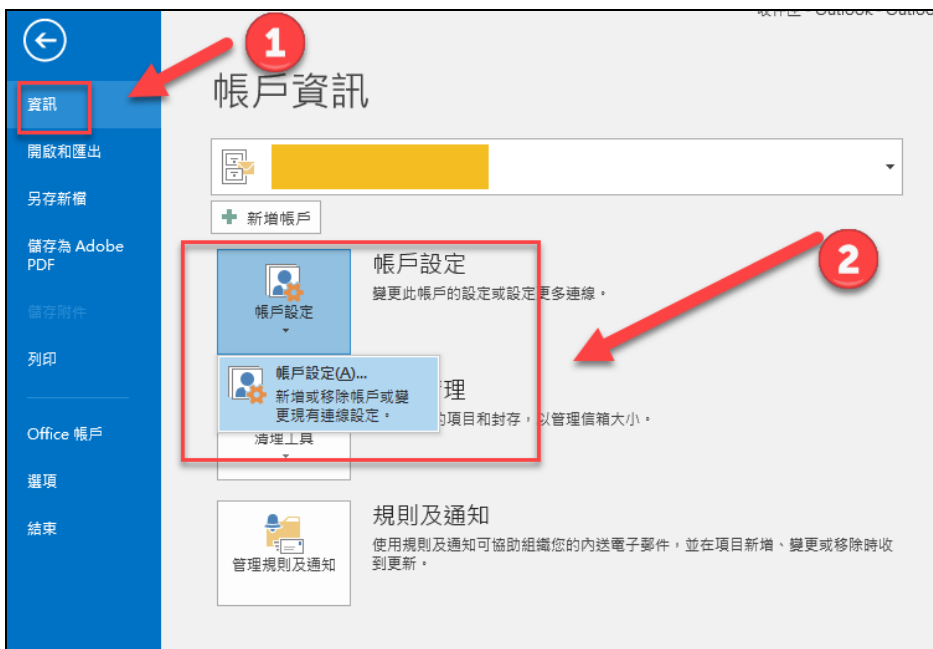 1
帳戶資訊
資訊
開啟和匯出
另存新檔
儲存為 Adobe
PDF
儲存附件
列印
Office 帳戶
選項
結束
新增帳戶
2
帳戶設定
變更此帳戶的設定或設定更多連線。
帳戶設定
帳戶設定(A)...
新增或移除帳戶或變
更現有連線設定。
理
的項目和封存，以管理信箱大小。
清理工具
規則及通知
使用規則及通知可協助組織您的內送電子郵件，並在項目新增、變更或移除時收
到更新。
管理規則及通知